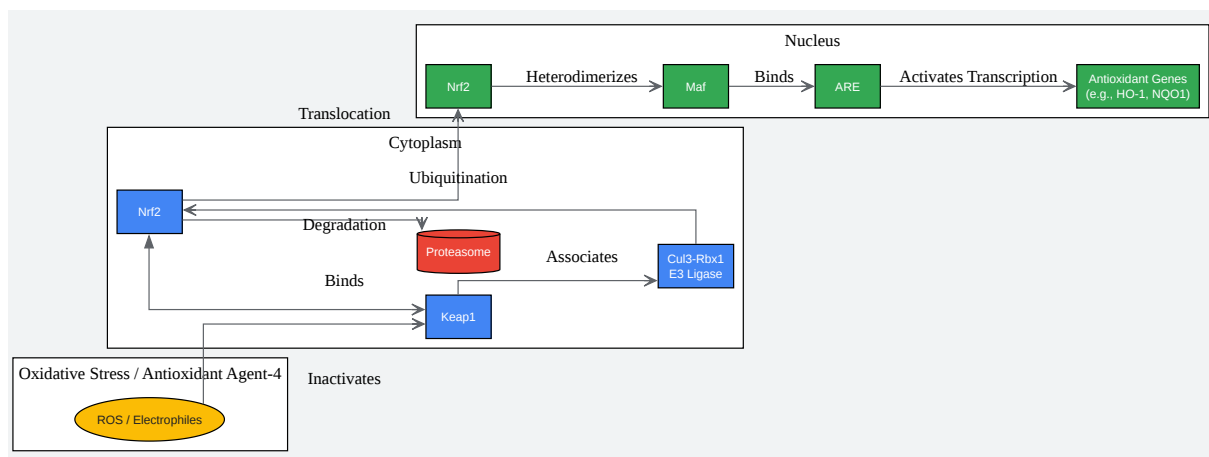 Nucleus
Nrf2
Heterodimerizes
Maf
Binds
ARE
Activates Transcription
Antioxidant Genes
(e.g., HO-1, NQO1)
Translocation
Cytoplasm
Ubiquitination
Nrf2
Degradation
Proteasome
Associates
Cul3-Rbx1
E3 Ligase
Binds
Keap1
Oxidative Stress / Antioxidant Agent-4
Inactivates
ROS / Electrophiles